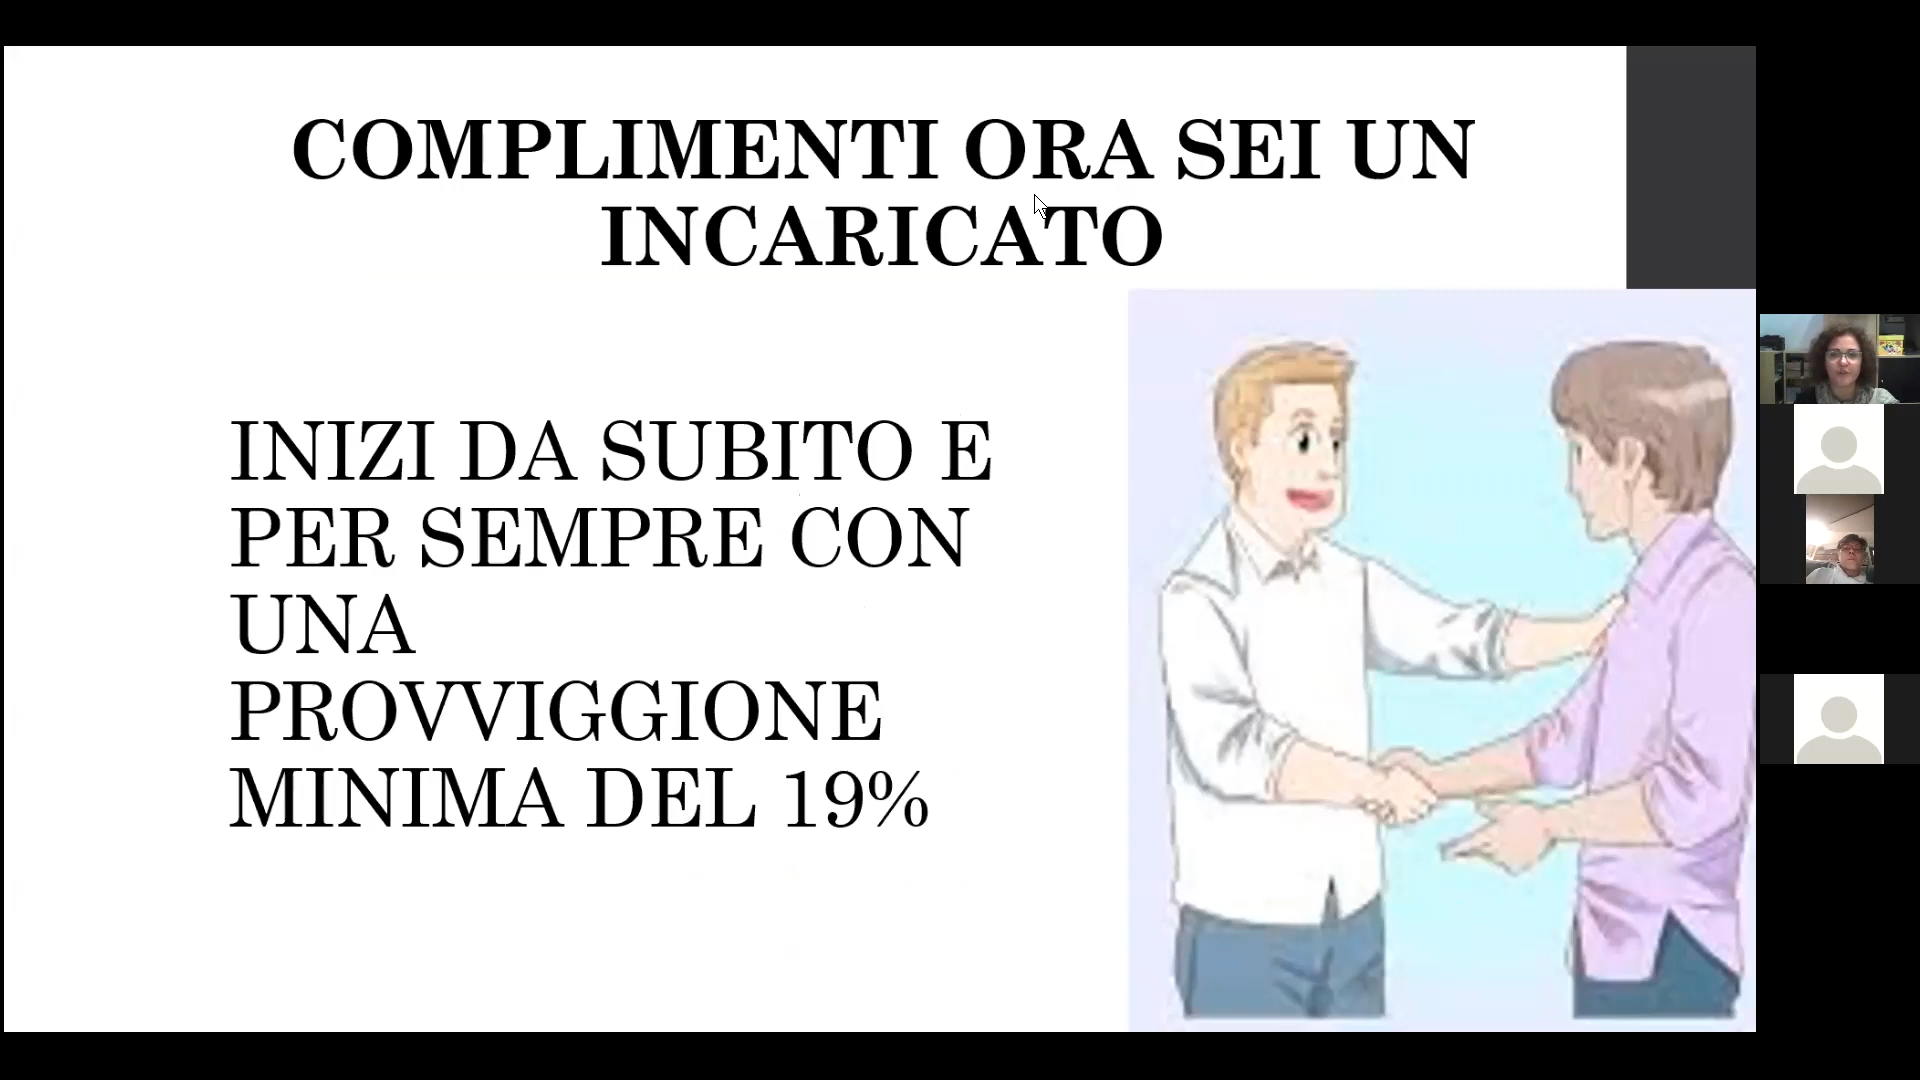 COMPLIMENTI ORA SEI UN
INCARICATO
INIZI DA SUBITO E
PER SEMPRE CON
UNA
PROVVIGGIONE
MINIMA DEL 19%